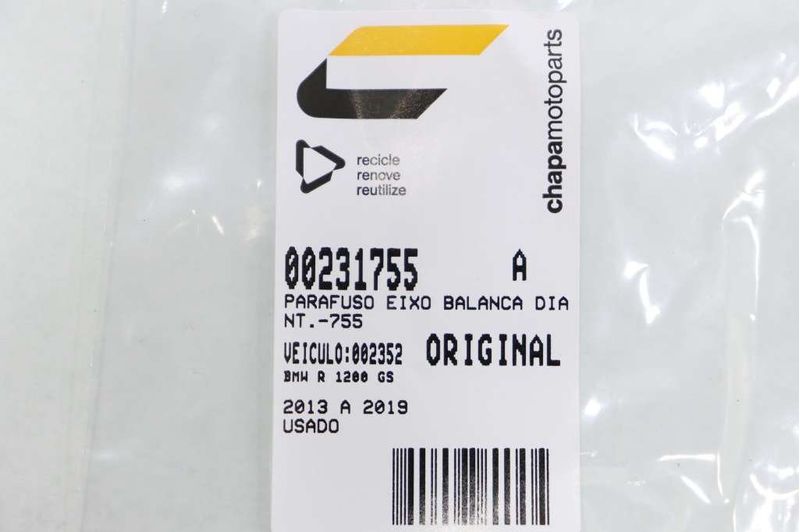 chapamotoparts
recicle
renove
reutilize
00231755 A
PARAFUSO EIXO BALANCA DIA
NT.-755
VEICULO:002352 ORIGINAL
BMW R 1200 GS
2013 A 2019
USADO